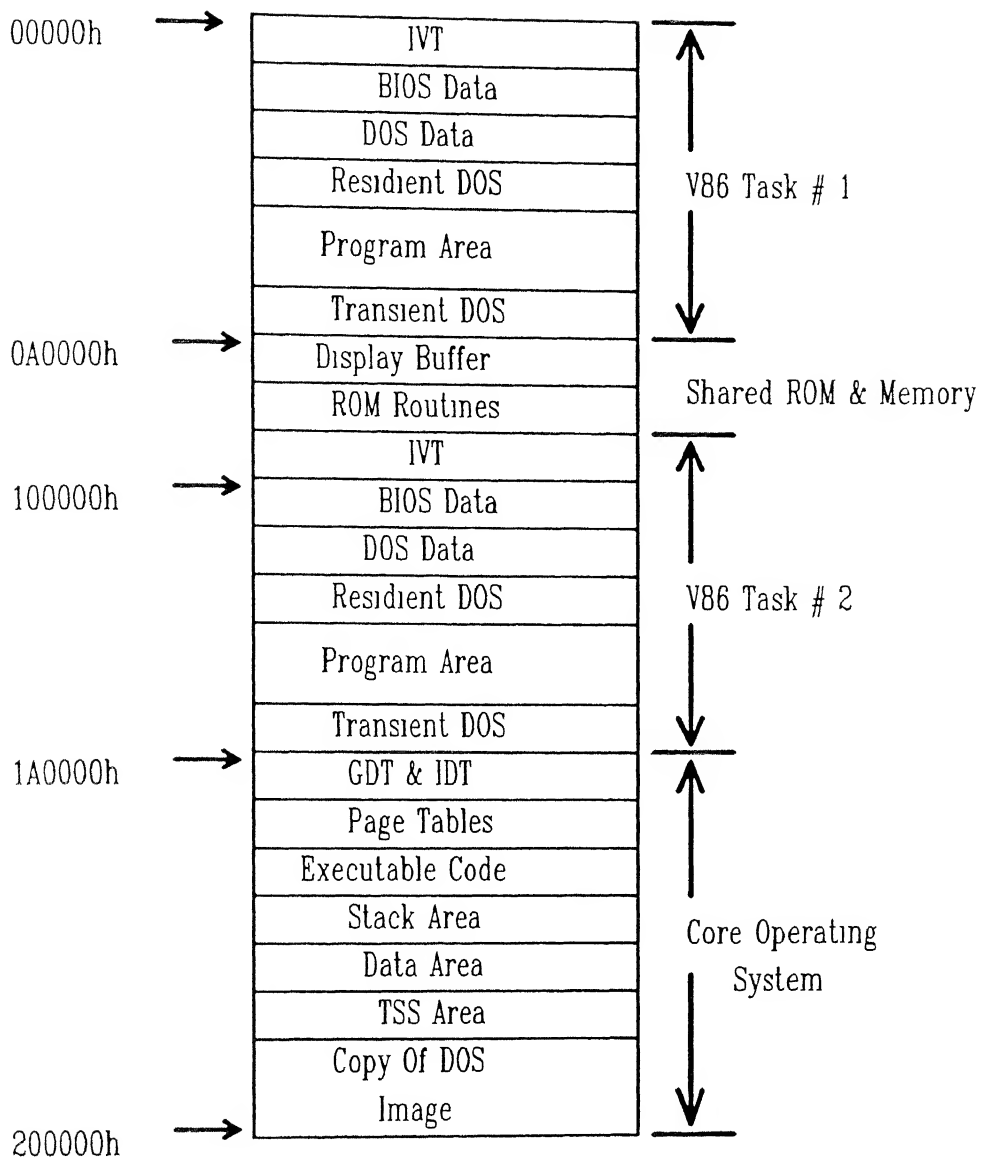 00000h
IVT
BIOS Data
DOS Data
Residient DOS
V86 Task # 1
Program Area
Transient DOS
0A0000h
Display Buffer
Shared ROM & Memory
ROM Routines
IVT
100000h
BIOS Data
DOS Data
Residient DOS
V86 Task # 2
Program Area
Transient DOS
1A0000h
GDT & IDT
Page Tables
Executable Code
Stack Area
Core Operating
System
Data Area
TSS Area
Copy Of DOS
Image
200000h